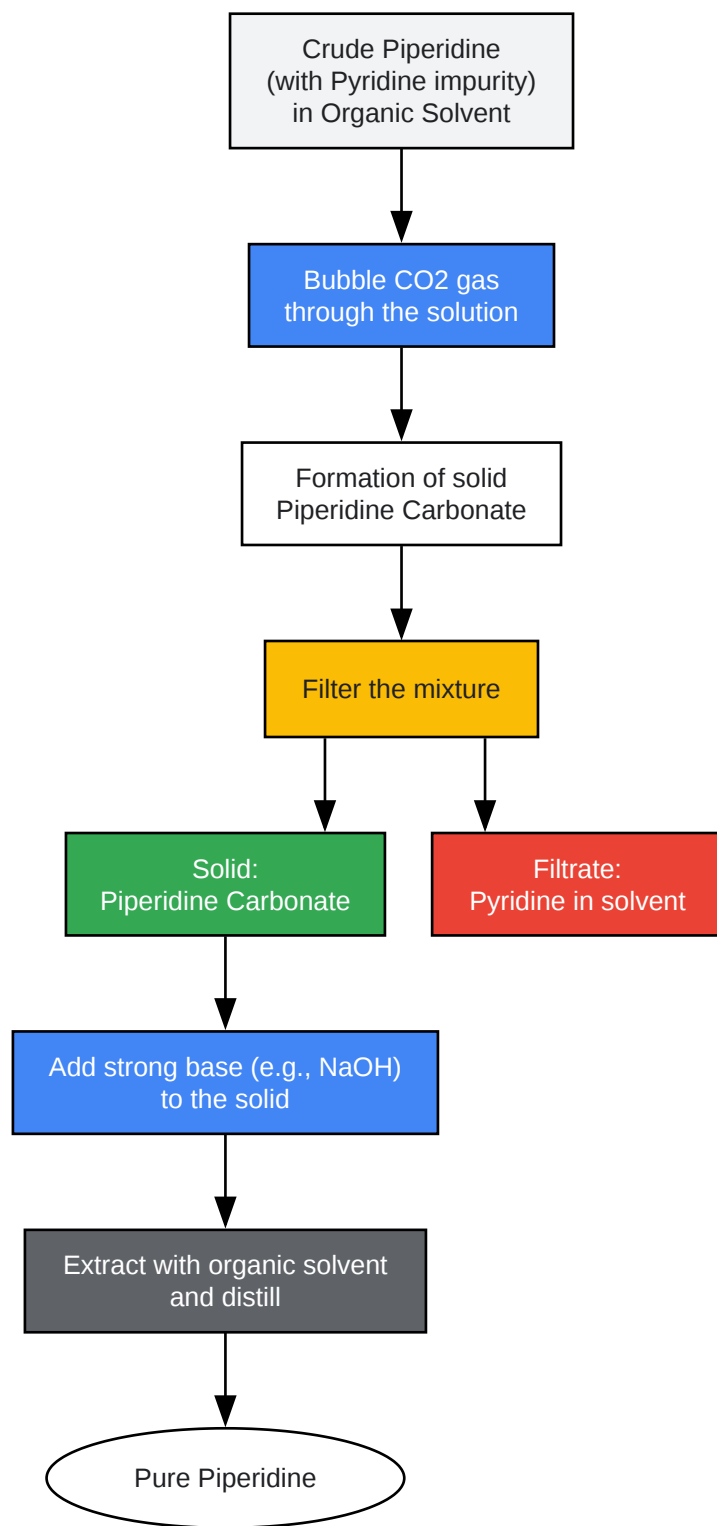 Crude Piperidine
(with Pyridine impurity)
in Organic Solvent
Bubble CO2 gas
through the solution
Formation of solid
Piperidine Carbonate
Filter the mixture
Solid:
Piperidine Carbonate
Filtrate:
Pyridine in solvent
Add strong base (e.g., NaOH)
to the solid
Extract with organic solvent
and distill
Pure Piperidine